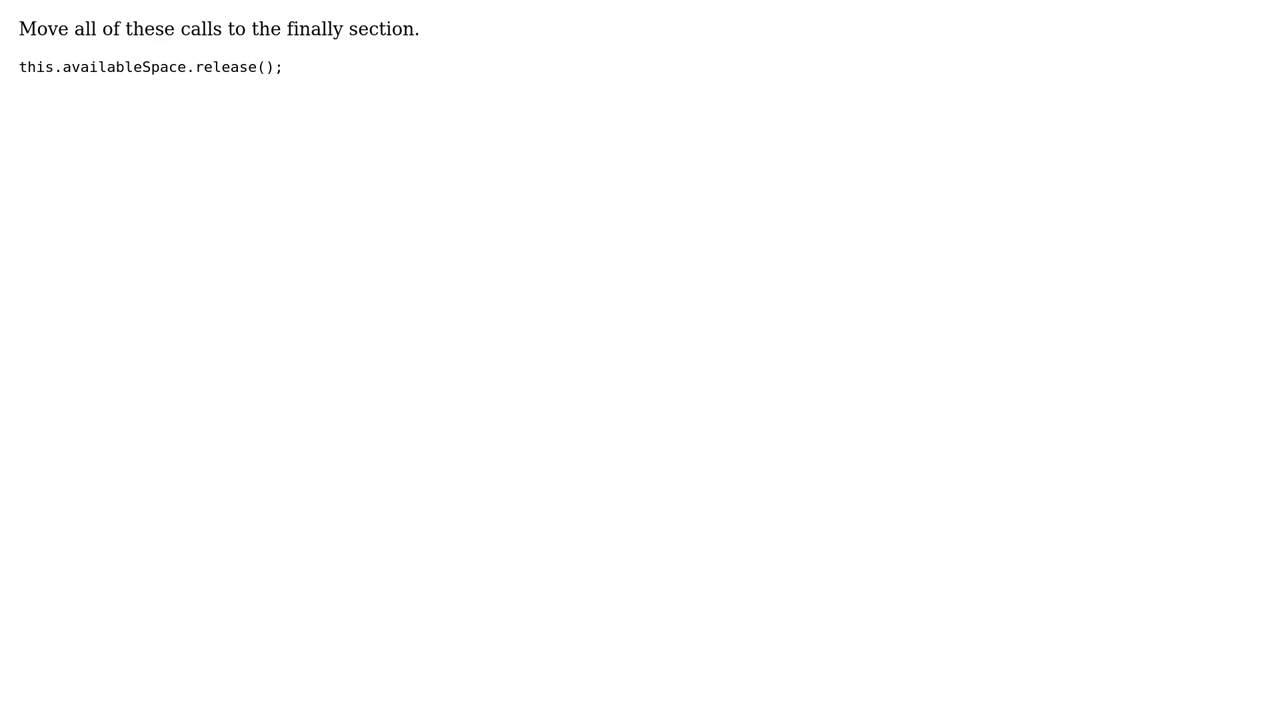 Move all of these calls to the finally section.
this.availableSpace.release();